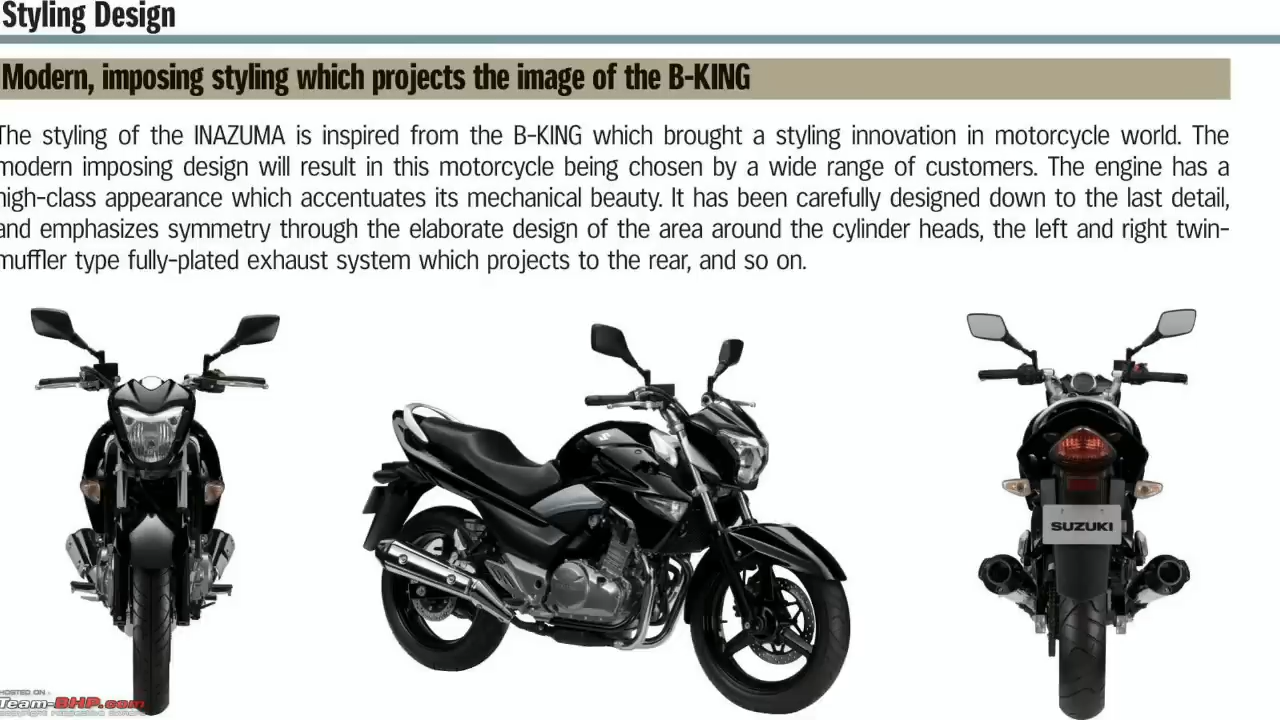 Styling Design
Modern, imposing styling which projects the image of the B-KING
The styling of the INAZUMA is inspired from the B-KING which brought a styling innovation in motorcycle world. The
modern imposing design will result in this motorcycle being chosen by a wide range of customers. The engine has a
high-class appearance which accentuates its mechanical beauty. It has been carefully designed down to the last detail,
and emphasizes symmetry through the elaborate design of the area around the cylinder heads, the left and right twin-
muffler type fully-plated exhaust system which projects to the rear, and so on.
SUZUKI
HOSTED ON :
Team-BHP.com
copyright respective owners